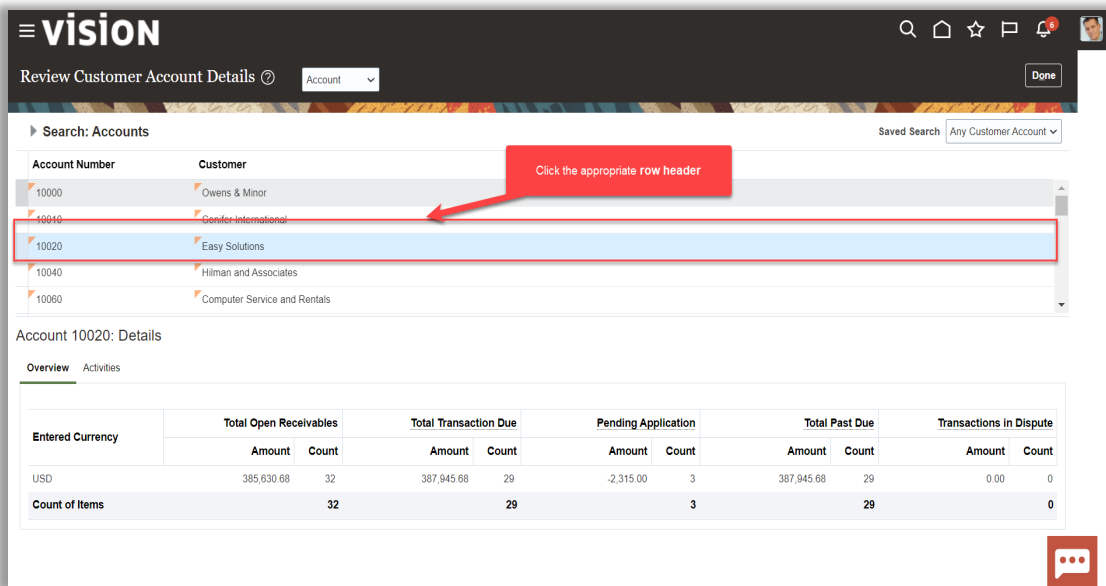 VISION
6
Review Customer Account Details ?
Account
Done
Search: Accounts
Saved Search
Any Customer Account
Account Number Customer
Click the appropriate row header
10000 Owens & Minor
10010 Conifer International
10020 Easy Solutions
10040 Hilman and Associates
10060 Computer Service and Rentals
Account 10020: Details
Overview Activities
Entered Currency
Total Open Receivables Total Transaction Due Pending Application Total Past Due Transactions in Dispute
Amount Count Amount Count Amount Count Amount Count Amount Count
USD 385,630.68 32 387,945.68 29 -2,315.00 3 387,945.68 29 0.00 0
Count of Items 32 29 3 29 0